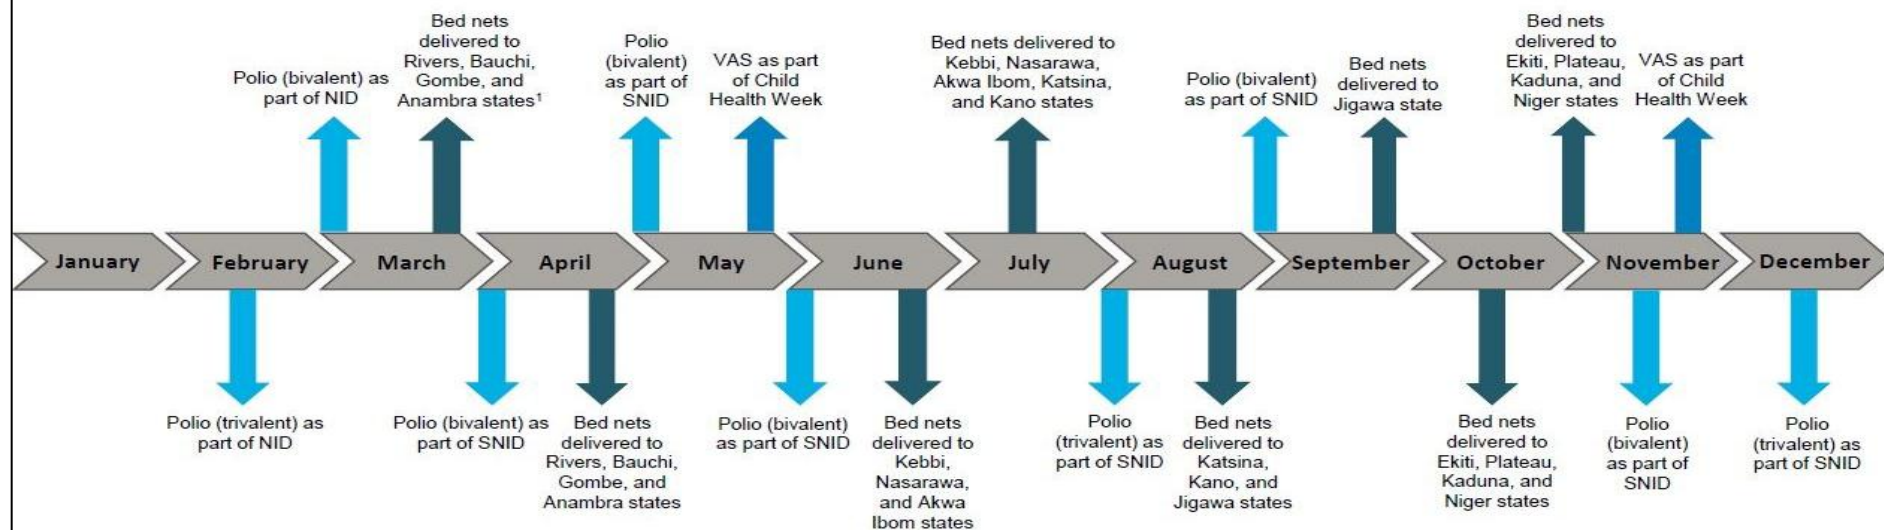 Polio (bivalent) as
part of NID
Bed nets
delivered to
Rivers, Bauchi,
Gombe, and
Anambra states¹
Polio
(bivalent)
as part of
SNID
VAS as part
of Child
Health Week
Bed nets delivered to
Kebbi, Nasarawa,
Akwa Ibom, Katsina,
and Kano states
Polio (bivalent)
as part of SNID
Bed nets
delivered to
Jigawa state
Bed nets
delivered to
Ekiti, Plateau,
Kaduna, and
Niger states
VAS as part
of Child
Health Week
January February March April May June July August September October November December
Polio (trivalent) as
part of NID
Polio (bivalent) as
part of SNID
Bed nets
delivered to
Rivers, Bauchi,
Gombe, and
Anambra states
Polio (bivalent)
as part of SNID
Bed nets
delivered to
Kebbi,
Nasarawa,
and Akwa
Ibom states
Polio
(trivalent) as
part of SNID
Bed nets
delivered to
Katsina,
Kano, and
Jigawa states
Bed nets
delivered to
Ekiti, Plateau,
Kaduna, and
Niger states
Polio
(bivalent)
as part of
SNID
Polio
(trivalent) as
part of SNID